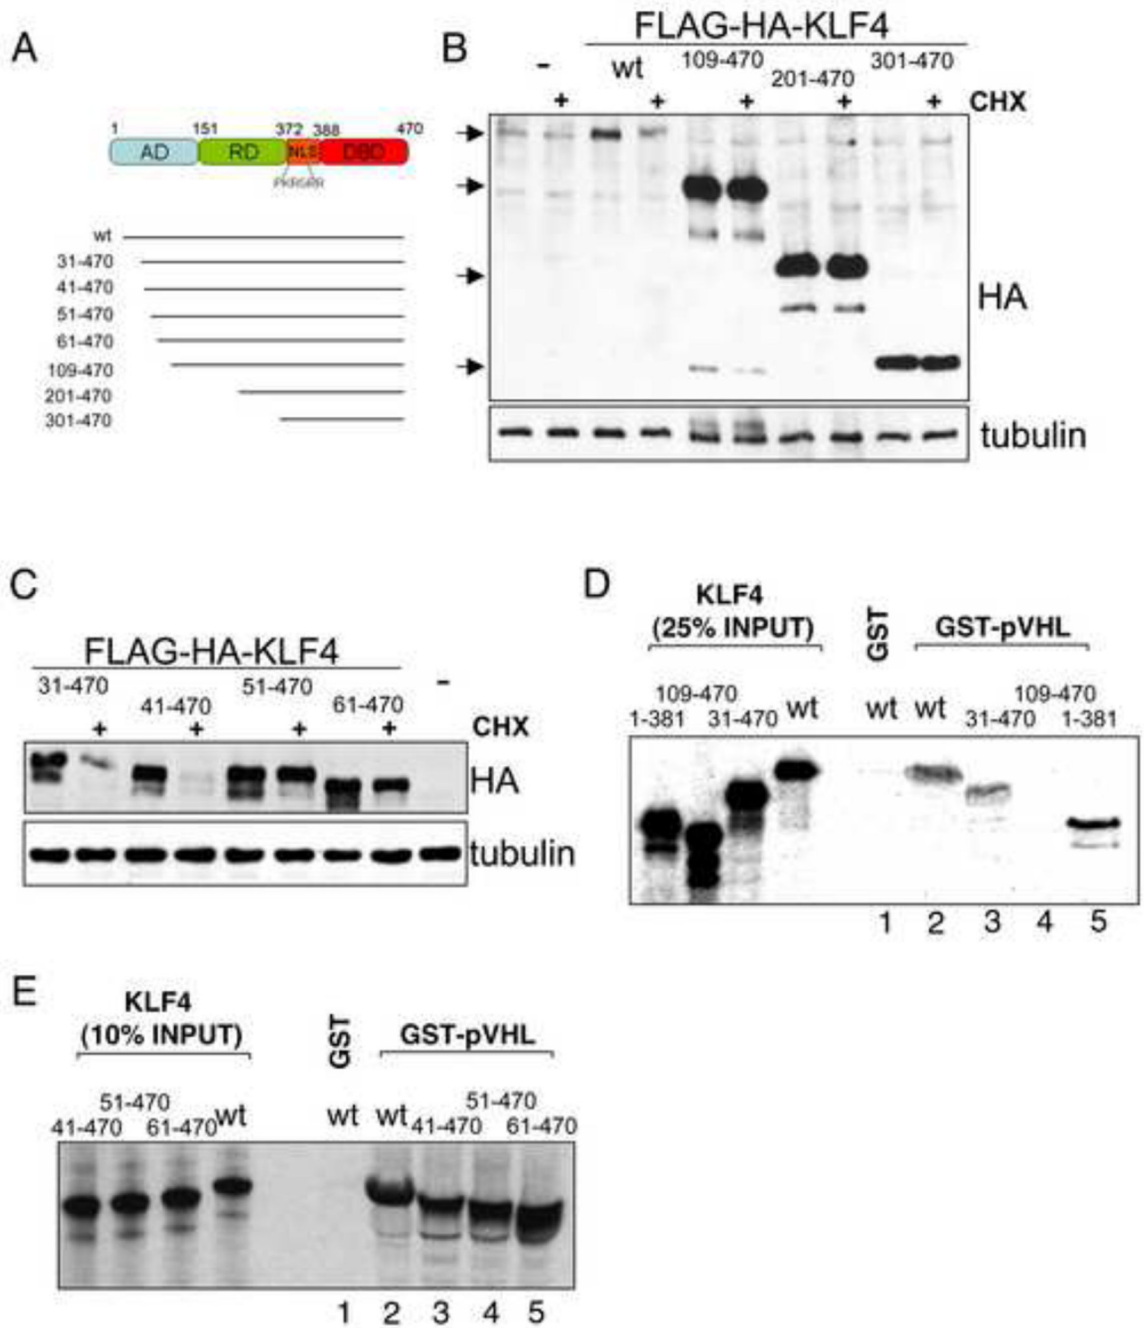 A
1 151 372 388 470
AD RD NLS DBD
PKRSRR
wt
31-470
41-470
51-470
61-470
109-470
201-470
301-470
B
FLAG-HA-KLF4
- wt 109-470 201-470 301-470
+ + + + + CHX
HA
tubulin
C
FLAG-HA-KLF4
31-470 41-470 51-470 61-470 -
+ + + + CHX
HA
tubulin
D
KLF4
(25% INPUT)
GST
GST-pVHL
109-470 109-470
1-381 31-470 wt wt wt 31-470 1-381
1 2 3 4 5
E
KLF4
(10% INPUT)
GST
GST-pVHL
51-470 51-470
41-470 61-470 wt wt wt 41-470 61-470
1 2 3 4 5